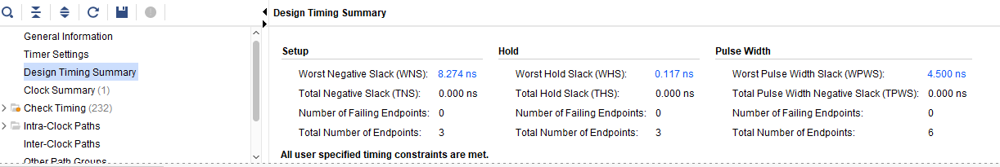 Design Timing Summary
General Information
Timer Settings
Design Timing Summary
Clock Summary (1)
Check Timing (232)
Intra-Clock Paths
Inter-Clock Paths
Other Path Groups
Setup
Worst Negative Slack (WNS): 8.274 ns
Total Negative Slack (TNS): 0.000 ns
Number of Failing Endpoints: 0
Total Number of Endpoints: 3
Hold
Worst Hold Slack (WHS): 0.117 ns
Total Hold Slack (THS): 0.000 ns
Number of Failing Endpoints: 0
Total Number of Endpoints: 3
Pulse Width
Worst Pulse Width Slack (WPWS): 4.500 ns
Total Pulse Width Negative Slack (TPWS): 0.000 ns
Number of Failing Endpoints: 0
Total Number of Endpoints: 6
All user specified timing constraints are met.